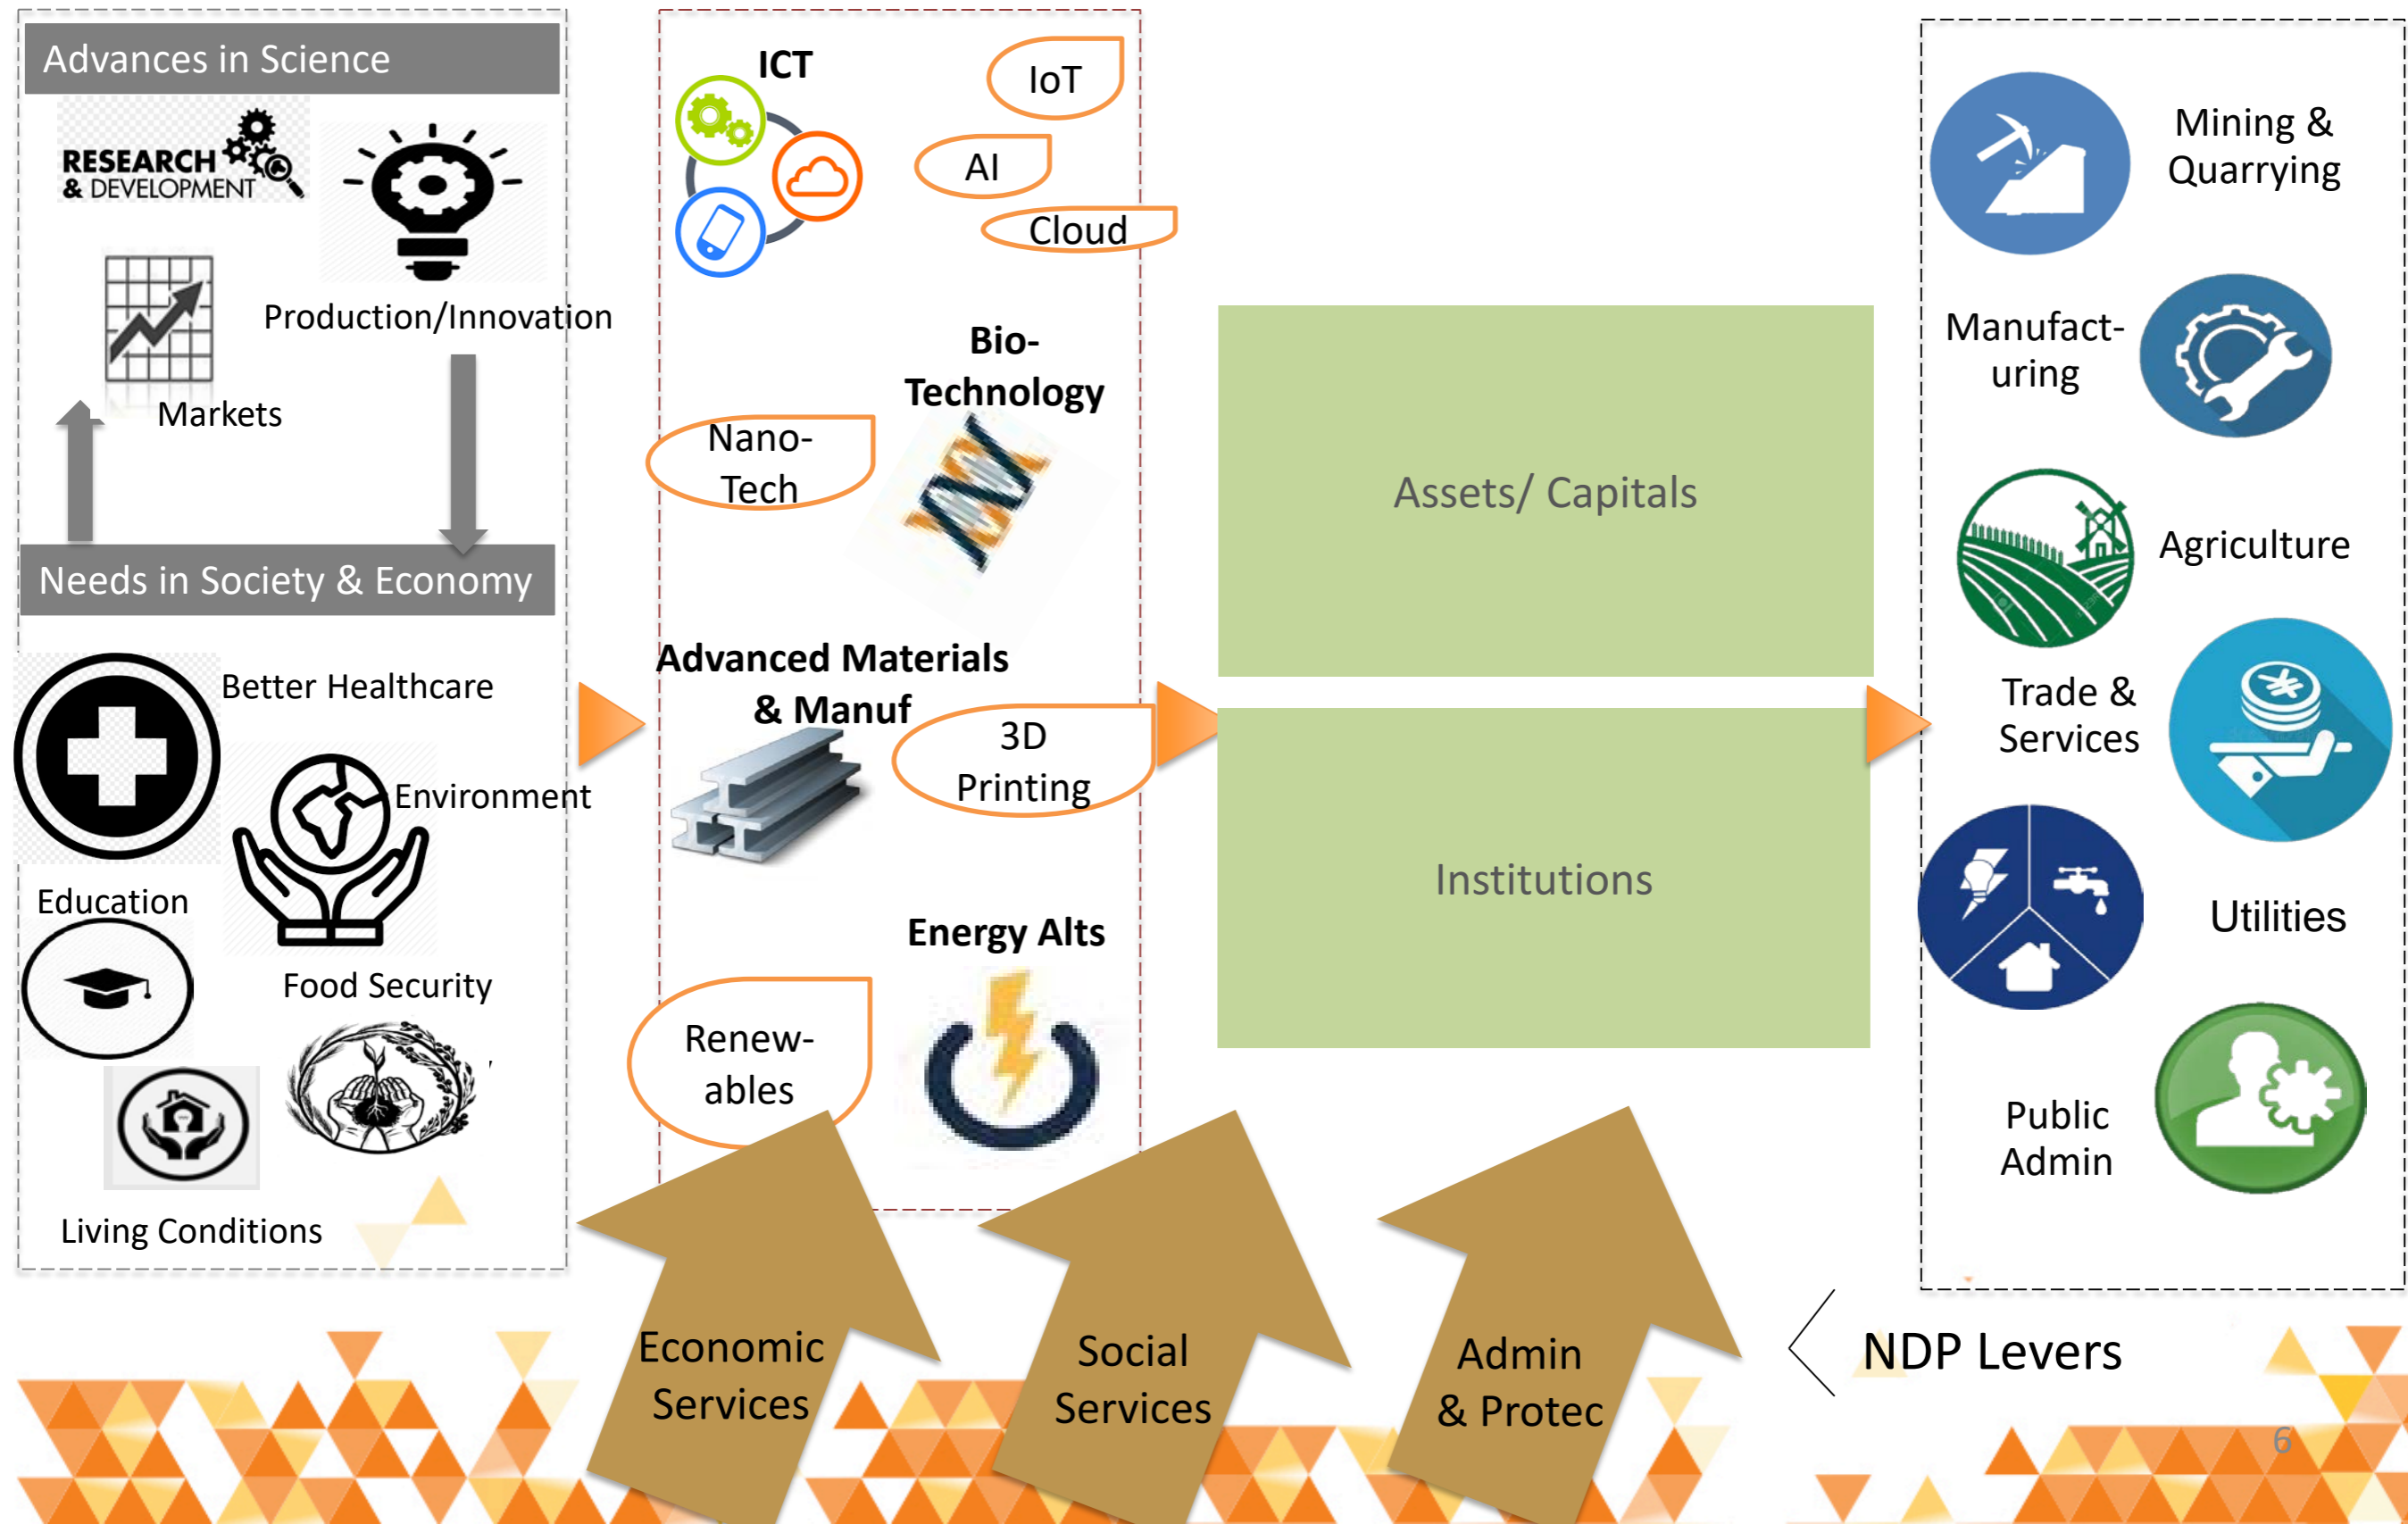 Advances in Science
RESEARCH
& DEVELOPMENT
Production/Innovation
Markets
Needs in Society & Economy
Better Healthcare
Environment
Education
Food Security
Living Conditions
ICT
IoT
AI
Cloud
Bio-
Technology
Nano-
Tech
Advanced Materials
& Manuf
3D
Printing
Energy Alts
Renew-
ables
Assets/ Capitals
Institutions
Mining &
Quarrying
Manufact-
uring
Agriculture
Trade &
Services
Utilities
Public
Admin
Economic
Services
Social
Services
Admin
& Protec
NDP Levers
6